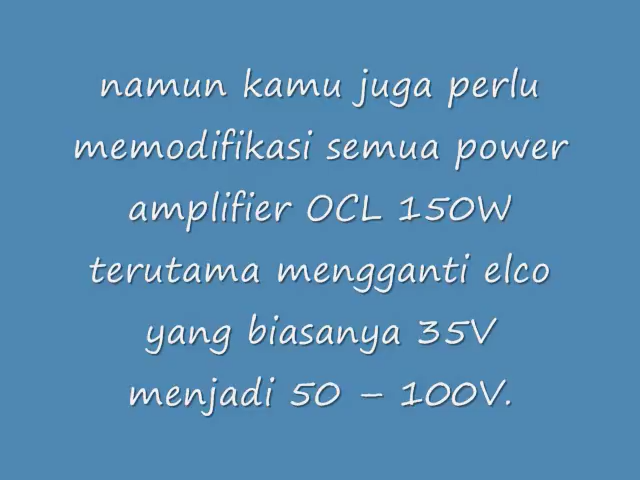 namun kamu juga perlu
memodifikasi semua power
amplifier OCL 150W
terutama mengganti elco
yang biasanya 35V
menjadi 50 – 100V.